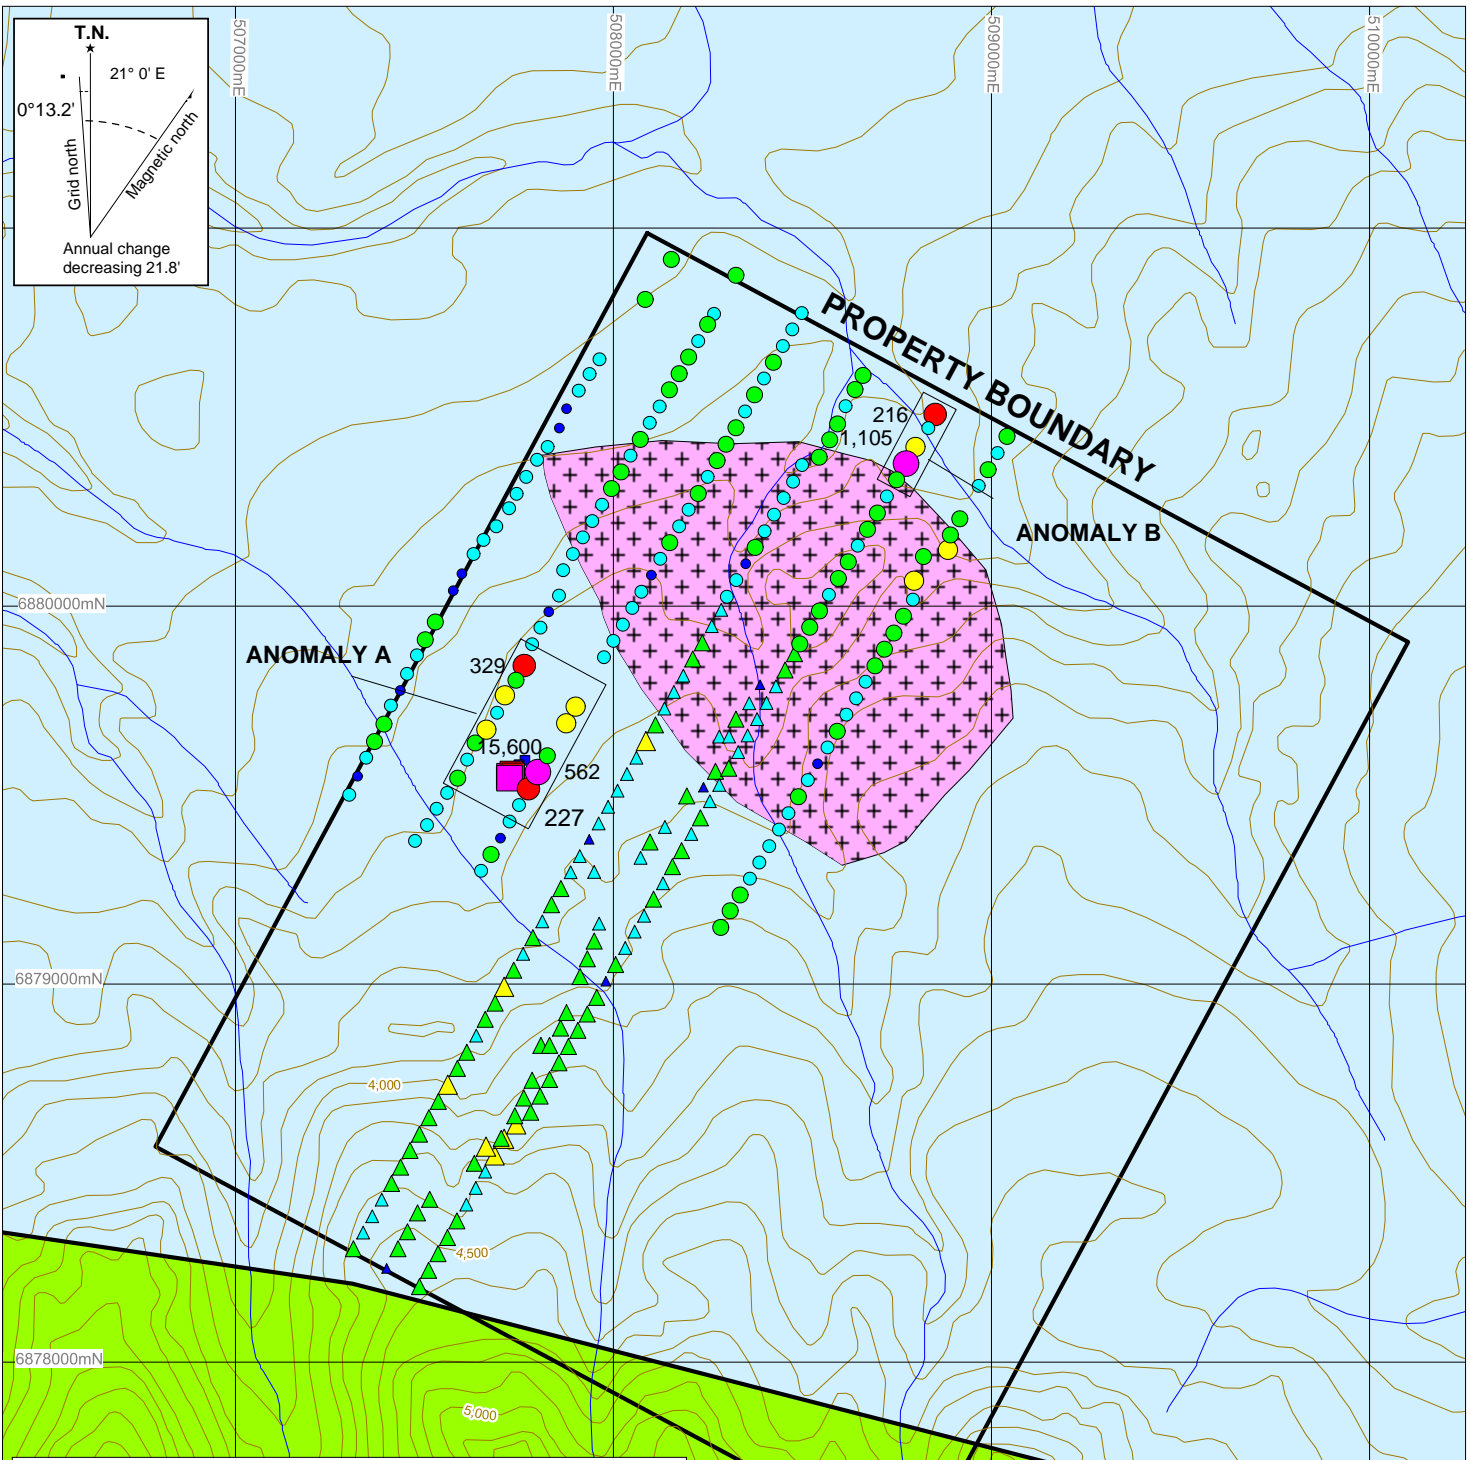 T.N.
21° 0' E
0°13.2'
Grid north
Magnetic north
Annual change
decreasing 21.8'
507000mE
508000mE
509000mE
510000mE
PROPERTY BOUNDARY
216
1,105
ANOMALY B
6880000mN
ANOMALY A
329
15,600
562
227
6879000mN
4,000
4,500
6878000mN
5,000